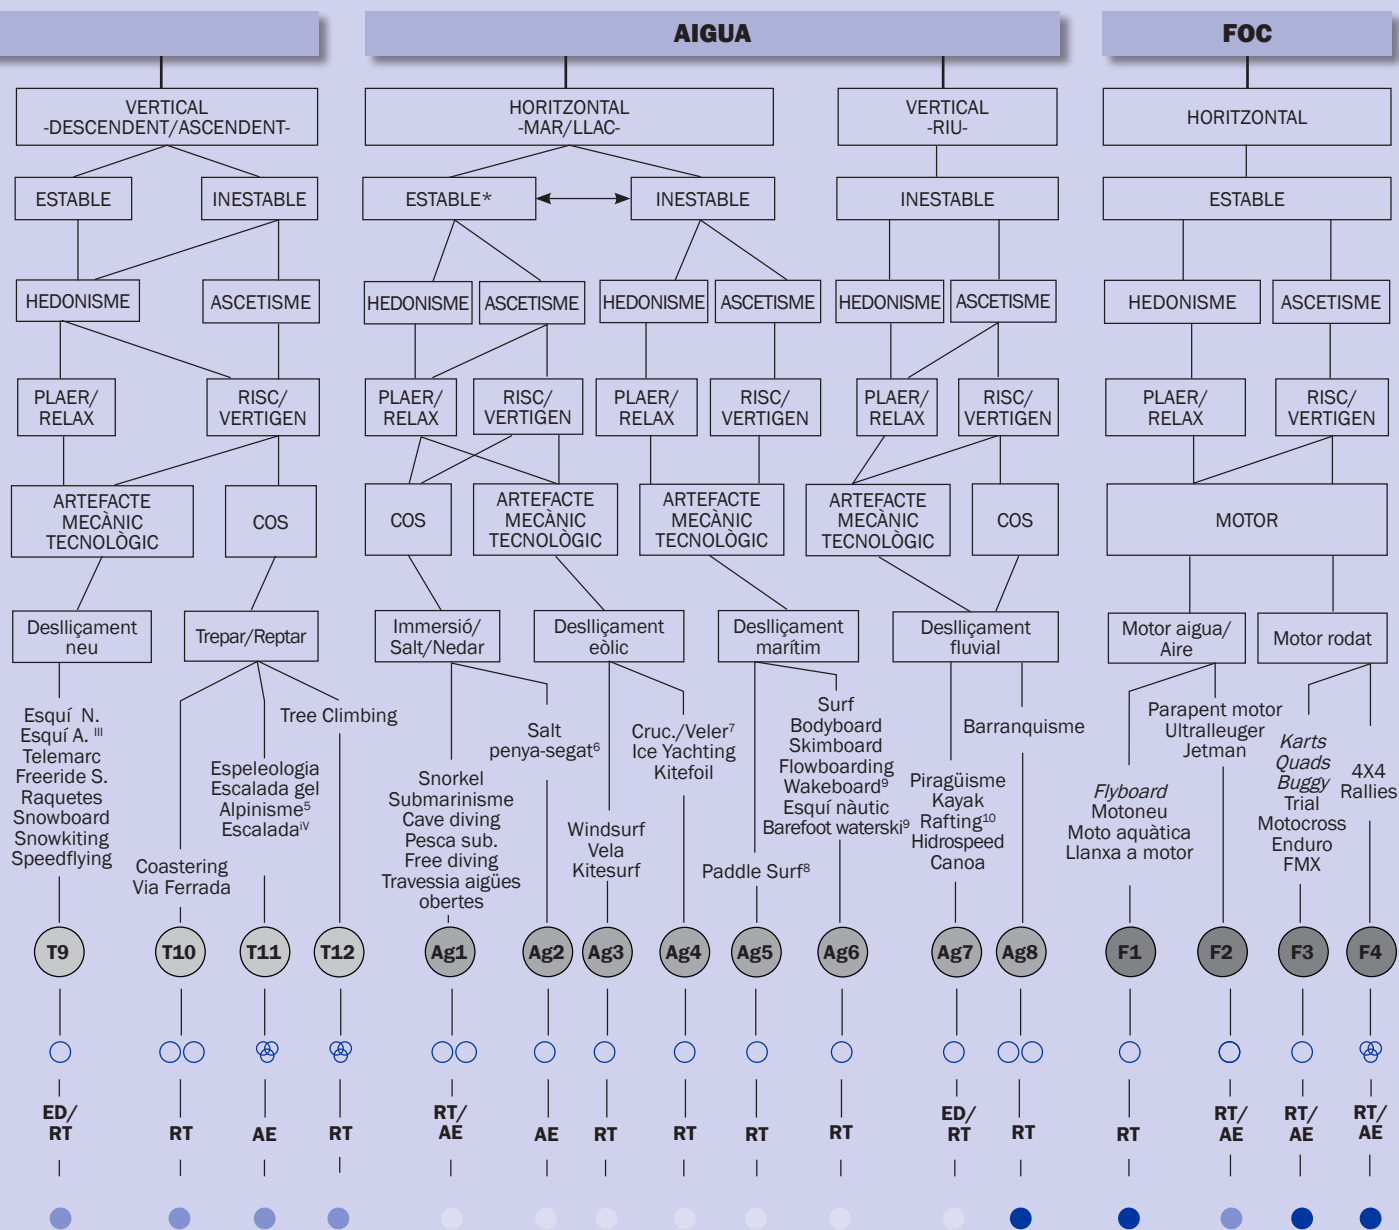 AIGUA
FOC
VERTICAL
-DESCENDENT/ASCENDENT-
HORITZONTAL
-MAR/LLAC-
VERTICAL
-RIU-
HORITZONTAL
ESTABLE
INESTABLE
ESTABLE*
INESTABLE
INESTABLE
ESTABLE
HEDONISME
ASCETISME
HEDONISME
ASCETISME
HEDONISME
ASCETISME
HEDONISME
ASCETISME
HEDONISME
ASCETISME
PLAER/
RELAX
RISC/
VERTIGEN
PLAER/
RELAX
RISC/
VERTIGEN
PLAER/
RELAX
RISC/
VERTIGEN
PLAER/
RELAX
RISC/
VERTIGEN
PLAER/
RELAX
RISC/
VERTIGEN
ARTEFACTE
MECÀNIC
TECNOLÒGIC
COS
COS
ARTEFACTE
MECÀNIC
TECNOLÒGIC
ARTEFACTE
MECÀNIC
TECNOLÒGIC
ARTEFACTE
MECÀNIC
TECNOLÒGIC
COS
MOTOR
Deslliçament
neu
Trepar/Reptar
Immersió/
Salt/Nedar
Deslliçament
eòlic
Deslliçament
marítim
Deslliçament
fluvial
Motor aigua/
Aire
Motor rodat
Esquí N.
Esquí A. III
Telemarc
Freeride S.
Raquetes
Snowboard
Snowkiting
Speedflying
Coastering
Via Ferrada
Espeleologia
Escalada gel
Alpinisme5
EscaladaiV
Tree Climbing
Snorkel
Submarinisme
Cave diving
Pesca sub.
Free diving
Travessia aigües
obertes
Salt
penya-segat6
Windsurf
Vela
Kitesurf
Cruc./Veler7
Ice Yachting
Kitefoil
Paddle Surf8
Surf
Bodyboard
Skimboard
Flowboarding
Wakeboard9
Esquí nàutic
Barefoot waterski9
Piragüisme
Kayak
Rafting10
Hidrospeed
Canoa
Barranquisme
Flyboard
Motoneu
Moto aquàtica
Llanxa a motor
Parapent motor
Ultralleuger
Jetman
Karts
Quads
Buggy
Trial
Motocross
Enduro
FMX
4X4
Rallies
T9
T10
T11
T12
Ag1
Ag2
Ag3
Ag4
Ag5
Ag6
Ag7
Ag8
F1
F2
F3
F4
ED/
RT
RT
AE
RT
RT/
AE
AE
RT
RT
RT
RT
ED/
RT
RT
RT
RT/
AE
RT/
AE
RT/
AE